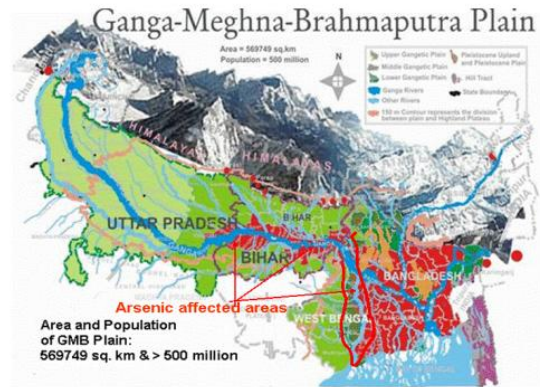 Ganga-Meghna-Brahmaputra Plain
Area = 569749 sq.km
Population = 500 million
N
Upper Gangetic Plain
Middle Gangetic Plain
Lower Gangetic Plain
Ganga Rivers
Other Rivers
150 m Contour represents the division
between plain and Highland Plateau
Pleistocene Upland
and Pleistocene Plain
Hill Tract
State Boundary
HIMALAYAS
HIMALAYAS
UTTAR PRADESH
BIHAR
BIHAR
BANGLADESH
WEST BENGAL
Arsenic affected areas
Area and Population
of GMB Plain:
569749 sq. km & > 500 million